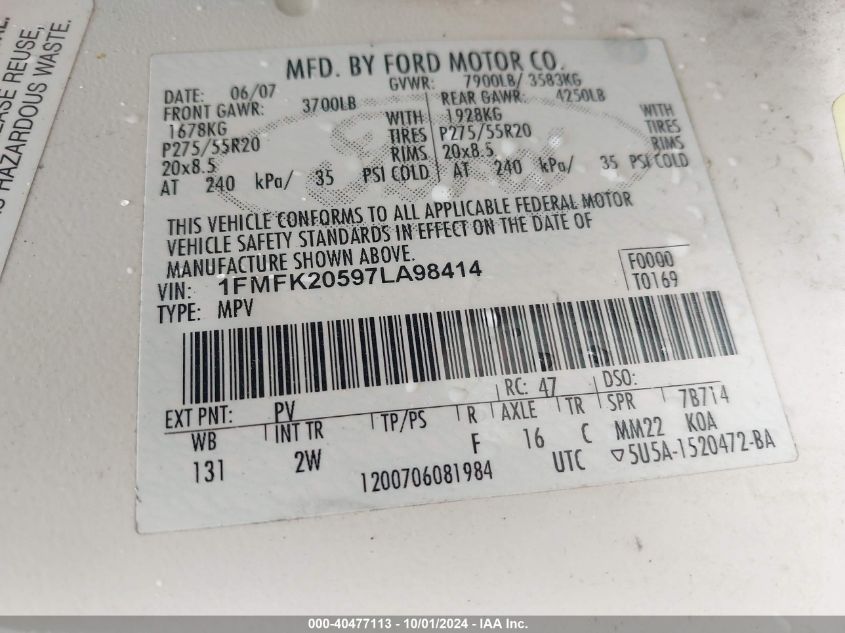 EASE REUSE,
S HAZARDOUS WASTE.
MFD. BY FORD MOTOR CO.
DATE: 06/07 GVWR: 7900LB/ 3583KG
FRONT GAWR: 3700LB REAR GAWR: 4250LB
1678KG WITH 1928KG WITH
P275/55R20 TIRES P275/55R20 TIRES
20x8.5 RIMS 20x8.5 RIMS
AT 240 kPa/ 35 PSI COLD AT 240 kPa/ 35 PSI COLD
THIS VEHICLE CONFORMS TO ALL APPLICABLE FEDERAL MOTOR
VEHICLE SAFETY STANDARDS IN EFFECT ON THE DATE OF
MANUFACTURE SHOWN ABOVE.
VIN: 1FMFK20597LA98414 F0000
TYPE: MPV T0169
RC: 47 DSO:
EXT PNT: PV 7B714
WB INT TR TP/PS R AXLE TR SPR
131 2W F 16 C MM22 KOA
1200706081984 UTC ▽5U5A-1520472-BA
000-40477113 - 10/01/2024 - IAA Inc.